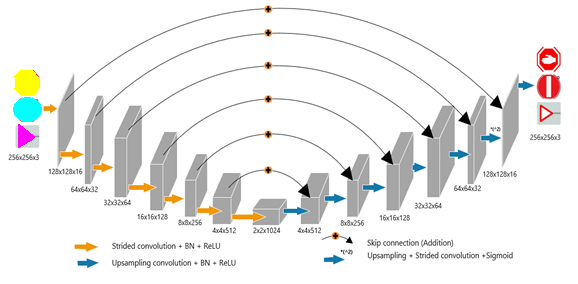 *(^2)
256x256x3
256x256x3
128x128x16
128x128x16
64x64x32
64x64x32
32x32x64
32x32x64
16x16x128
16x16x128
8x8x256
8x8x256
4x4x512
2x2x1024
4x4x512
Strided convolution + BN + ReLU
Upsampling convolution + BN + ReLU
Skip connection (Addition)
*(^2)
Upsampling + Strided convolution +Sigmoid